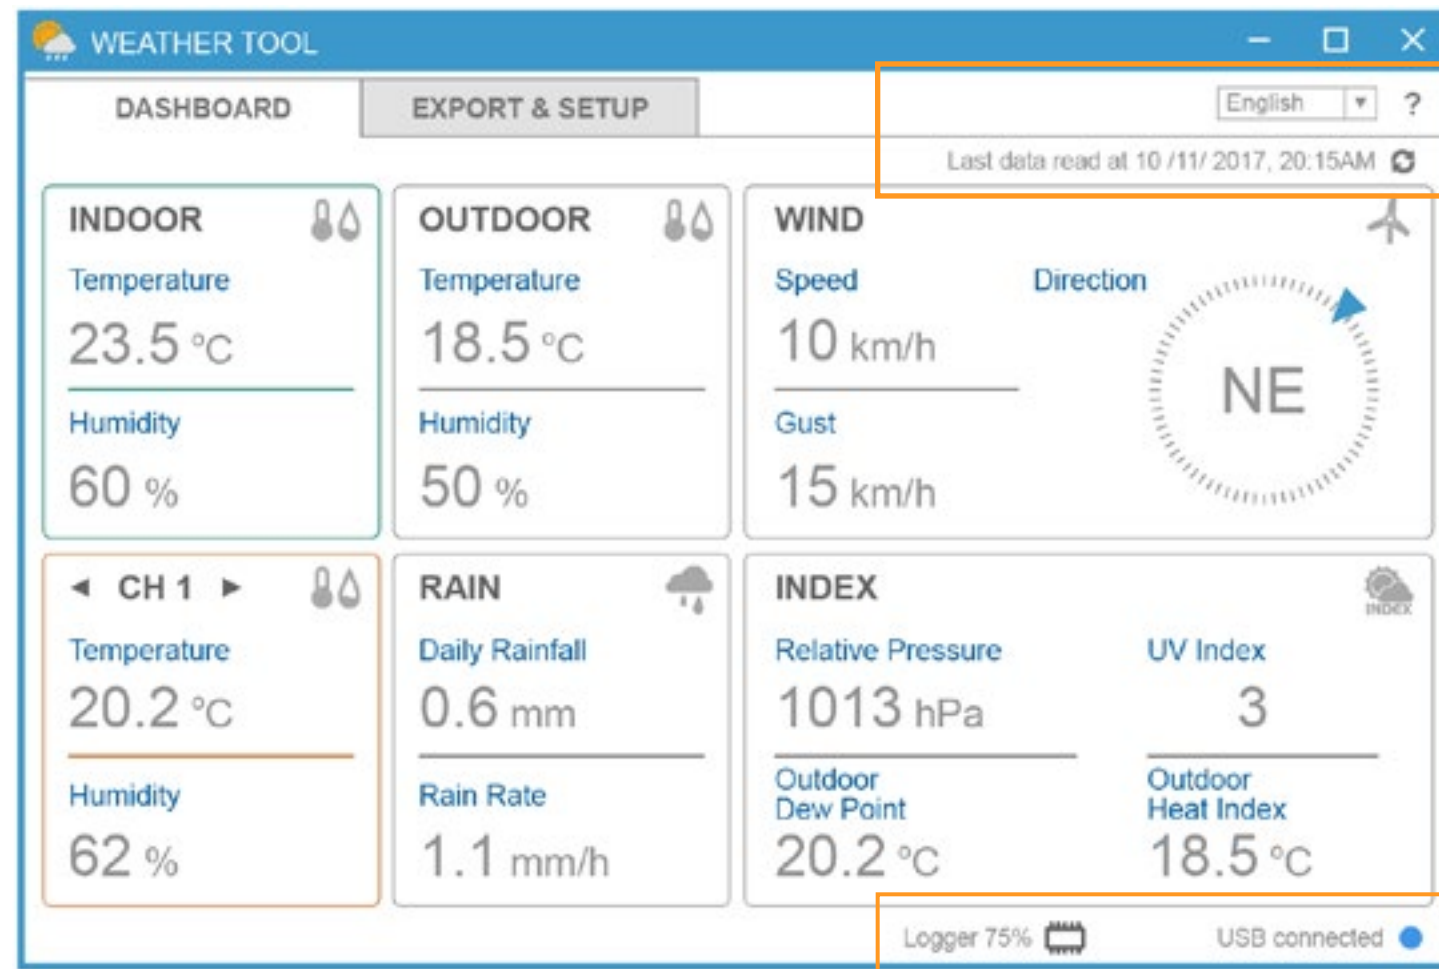 WEATHER TOOL
DASHBOARD
EXPORT & SETUP
English
?
Last data read at 10 /11/ 2017, 20:15AM
INDOOR
Temperature
23.5 °C
Humidity
60 %
OUTDOOR
Temperature
18.5 °C
Humidity
50 %
WIND
Speed
10 km/h
Gust
15 km/h
Direction
NE
CH 1
Temperature
20.2 °C
Humidity
62 %
RAIN
Daily Rainfall
0.6 mm
Rain Rate
1.1 mm/h
INDEX
INDEX
Relative Pressure
1013 hPa
Outdoor
Dew Point
20.2 °C
UV Index
3
Outdoor
Heat Index
18.5 °C
Logger 75%
USB connected